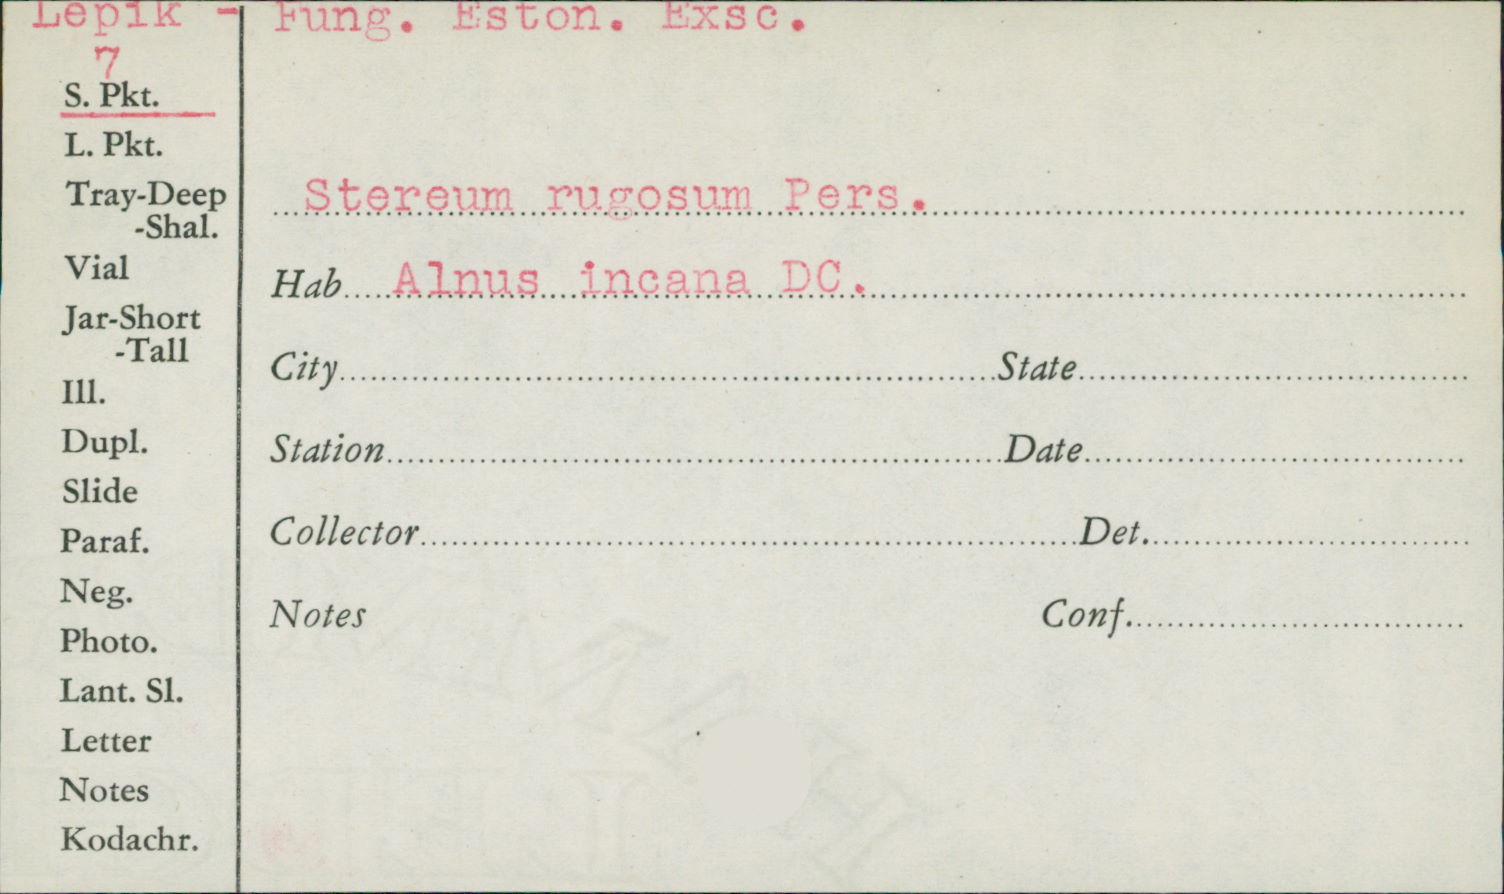 Lepik - Fung. Eston. Exsc.
7
S. Pkt.
L. Pkt.
Tray-Deep
-Shal.
Vial
Jar-Short
-Tall
Ill.
Dupl.
Slide
Paraf.
Neg.
Photo.
Lant. Sl.
Letter
Notes
Kodachr.
Stereum rugosum Pers.
Hab. Alnus incana DC.
City State
Station Date
Collector Det.
Notes Conf.